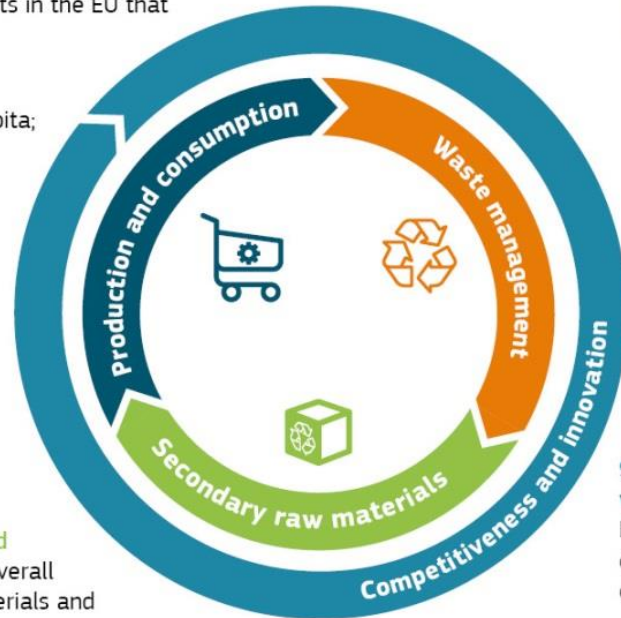 ts in the EU that
pita;
Production and consumption
Waste management
Secondary raw materials
Competitiveness and innovation
d
verall
erials and